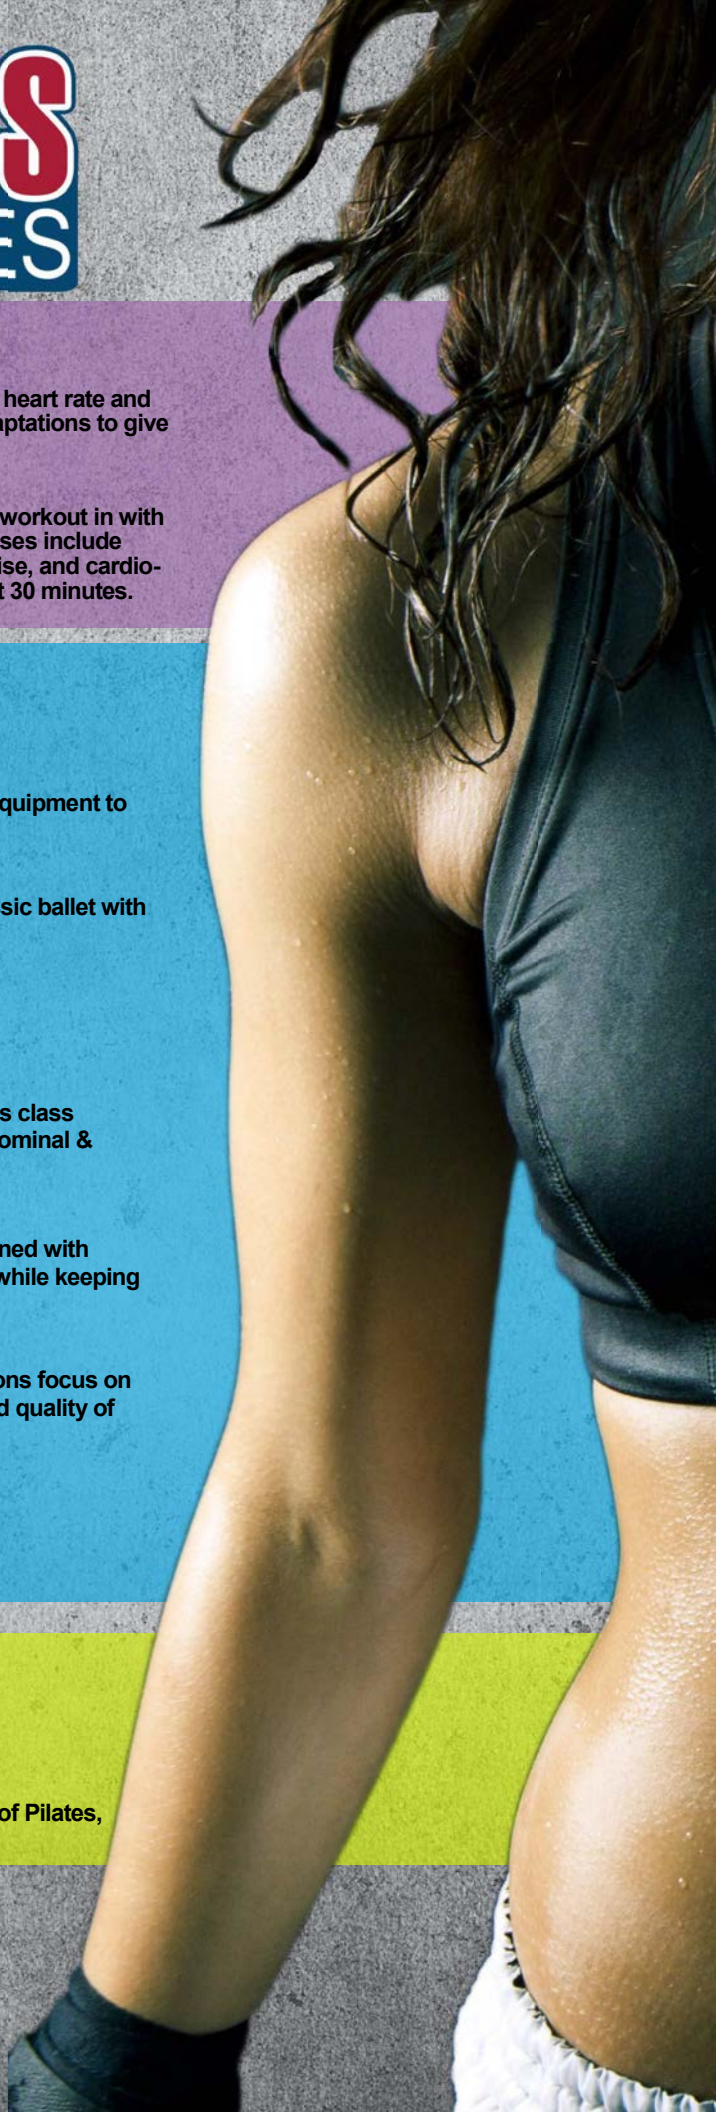 S
ES
heart rate and
aptations to give
workout in with
ses include
ise, and cardio-
t 30 minutes.
quipment to
sic ballet with
s class
ominal &
ned with
while keeping
ons focus on
d quality of
of Pilates,